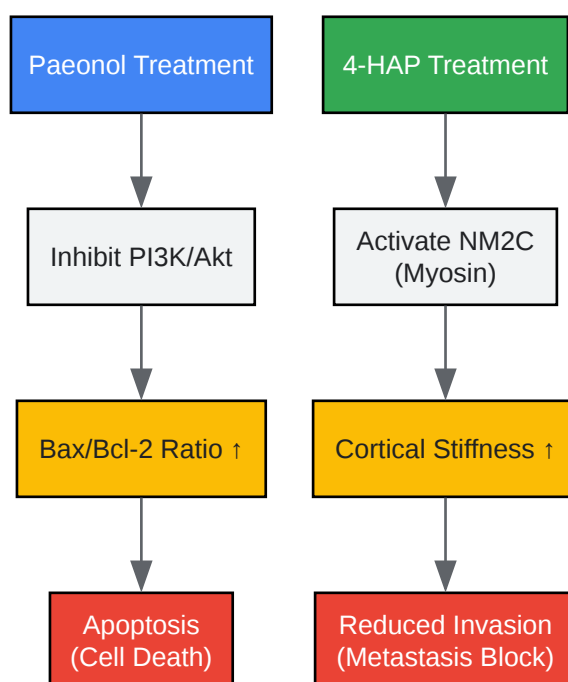 Paeonol Treatment
4-HAP Treatment
Inhibit PI3K/Akt
Activate NM2C
(Myosin)
Bax/Bcl-2 Ratio ↑
Cortical Stiffness ↑
Apoptosis
(Cell Death)
Reduced Invasion
(Metastasis Block)